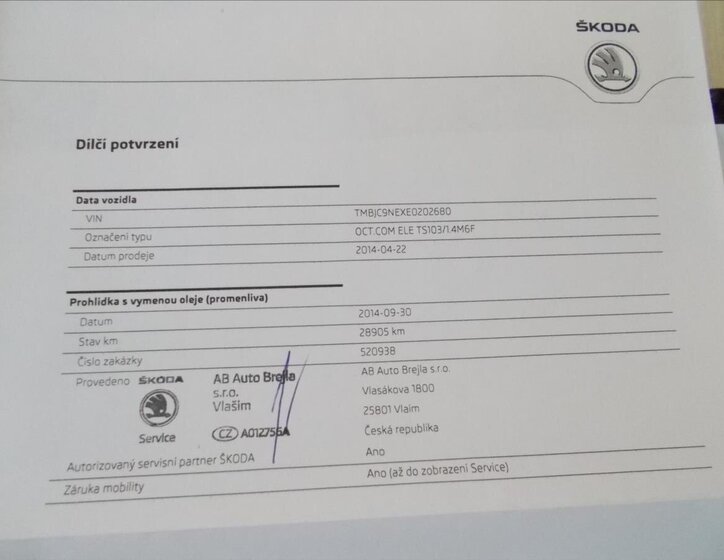 ŠKODA
Dílčí potvrzení
Data vozidla
VIN TMBJC9NEXE0202680
Označení typu OCT.COM ELE TS103/1.4M6F
Datum prodeje 2014-04-22
Prohlidka s vymenou oleje (promenliva)
Datum 2014-09-30
Stav km 28905 km
Číslo zakázky 520938
Provedeno ŠKODA AB Auto Brejla AB Auto Brejla s.r.o.
s.r.o. Vlasákova 1800
Vlašim 25801 Vlaim
Service CZ A012756A Česká republika
Autorizovaný servisní partner ŠKODA Ano
Záruka mobility Ano (až do zobrazení Service)